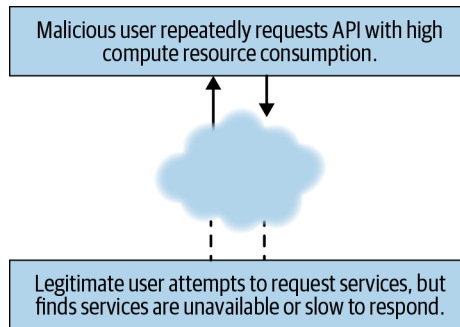 Malicious user repeatedly requests API with high
compute resource consumption.
Legitimate user attempts to request services, but
finds services are unavailable or slow to respond.